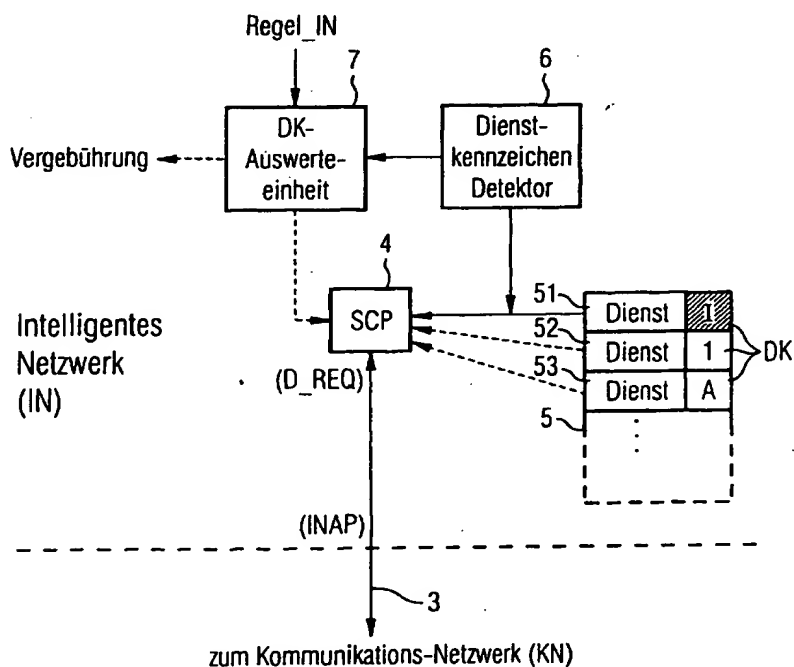 Regel_IN
7
6
DK-
Auswerte-
einheit
Dienst-
kennzeichen
Detektor
Vergebührung
4
SCP
51
Dienst
I
52
Dienst
1
DK
53
Dienst
A
5
Intelligentes
Netzwerk
(IN)
(D_REQ)
(INAP)
3
zum Kommunikations-Netzwerk (KN)